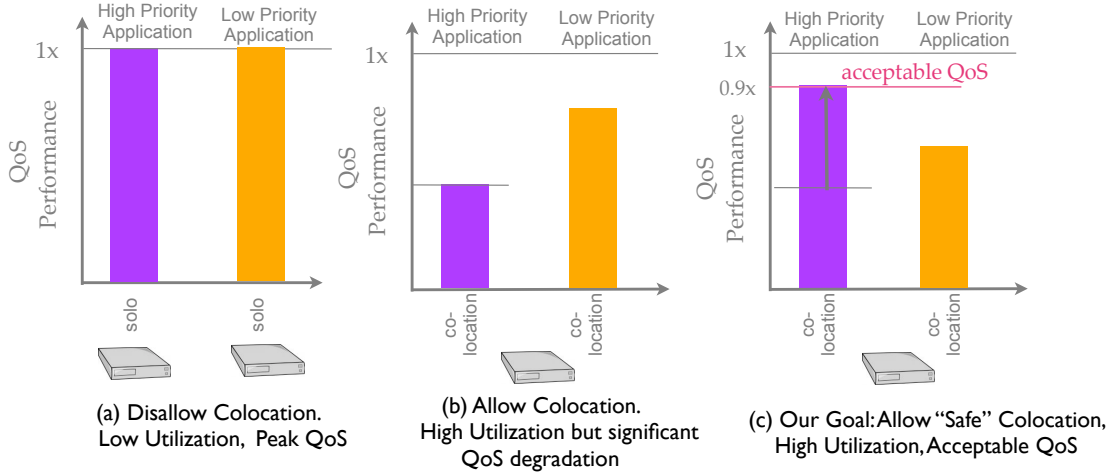 High Priority
Application
Low Priority
Application
1x
QoS
Performance
solo
solo
(a) Disallow Colocation.
Low Utilization, Peak QoS
High Priority
Application
Low Priority
Application
1x
QoS
Performance
co-
location
co-
location
(b) Allow Colocation.
High Utilization but significant
QoS degradation
High Priority
Application
Low Priority
Application
1x
acceptable QoS
0.9x
QoS
Performance
co-
location
co-
location
(c) Our Goal: Allow “Safe” Colocation,
High Utilization, Acceptable QoS